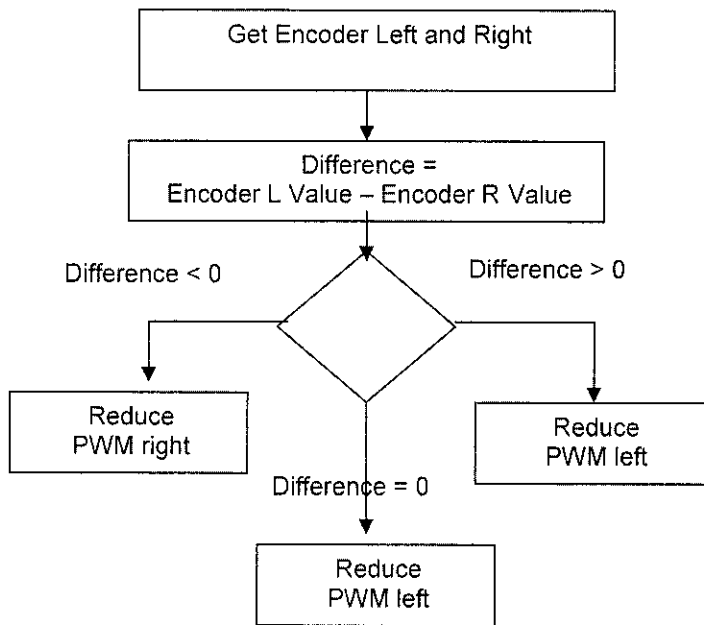 Get Encoder Left and Right
Difference =
Encoder L Value – Encoder R Value
Difference < 0
Difference > 0
Reduce
PWM right
Reduce
PWM left
Difference = 0
Reduce
PWM left